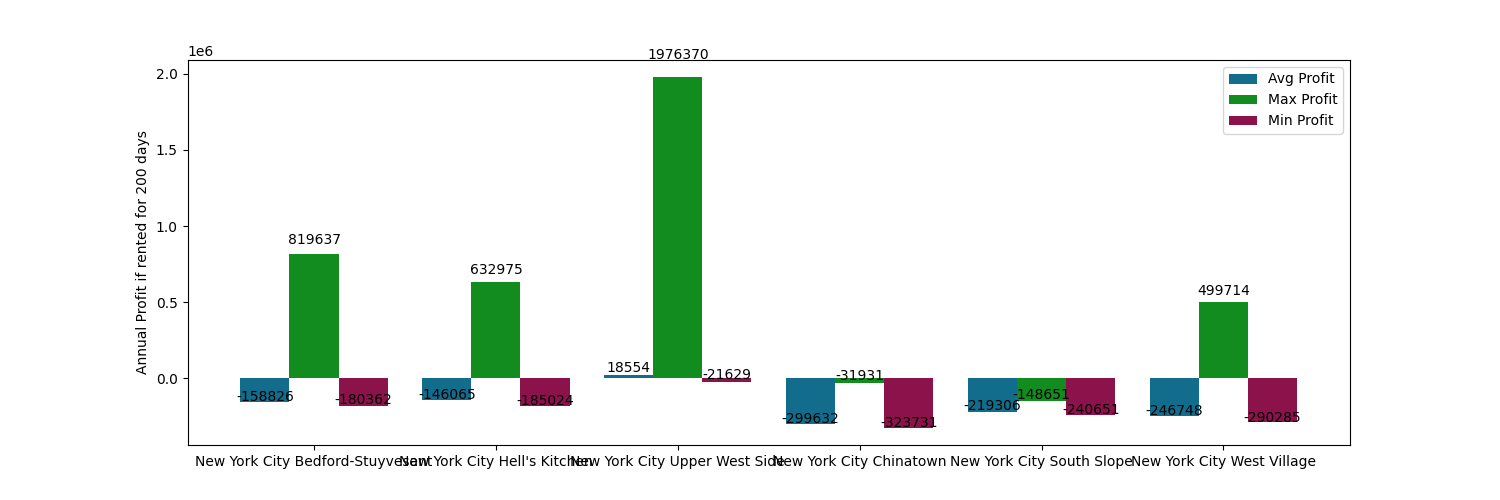 1e6
1976370
2.0
1.5
1.0
0.5
0.0
Annual Profit if rented for 200 days
Avg Profit
Max Profit
Min Profit
819637
632975
499714
18554
-21629
-31931
-158826
-180362
-146065
-185024
-299632
-323731
-219306
-148651
-240651
-246748
-290285
New York City Bedford-Stuyvesant
New York City Hell's Kitchen
New York City Upper West Side
New York City Chinatown
New York City South Slope
New York City West Village